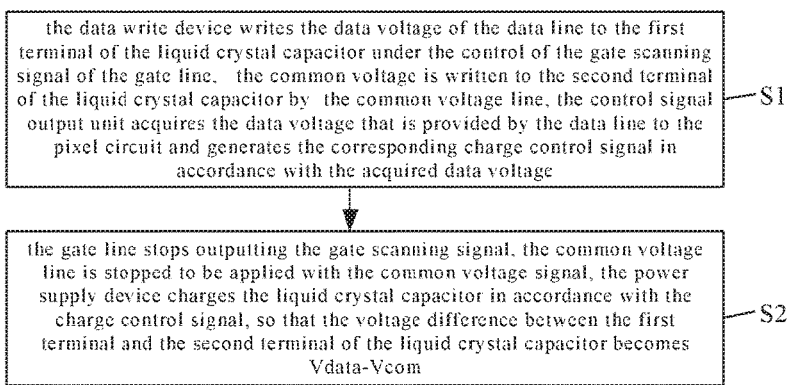 the data write device writes the data voltage of the data line to the first
terminal of the liquid crystal capacitor under the control of the gate scanning
signal of the gate line, the common voltage is written to the second terminal
of the liquid crystal capacitor by the common voltage line, the control signal
output unit acquires the data voltage that is provided by the data line to the
pixel circuit and generates the corresponding charge control signal in
accordance with the acquired data voltage
S1
the gate line stops outputting the gate scanning signal, the common voltage
line is stopped to be applied with the common voltage signal, the power
supply device charges the liquid crystal capacitor in accordance with the
charge control signal, so that the voltage difference between the first
terminal and the second terminal of the liquid crystal capacitor becomes
Vdata-Vcom
S2